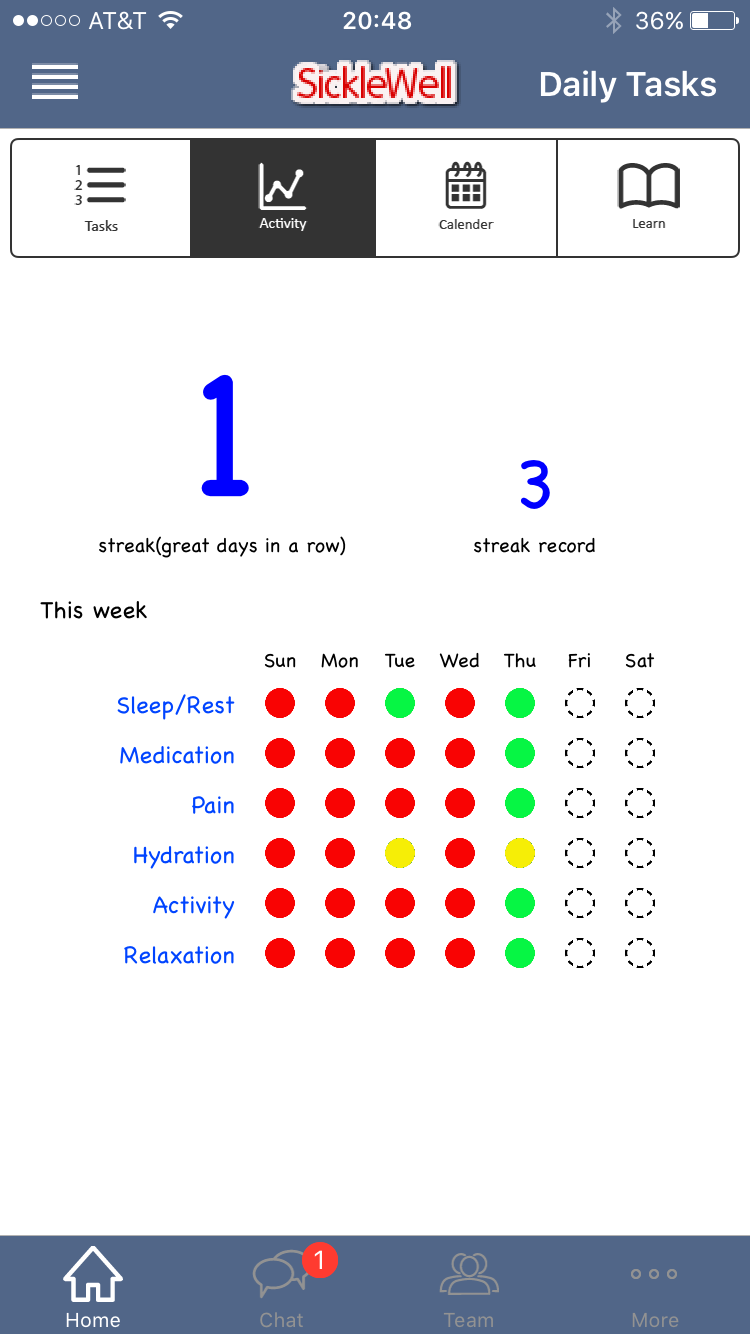 AT&T 20:48 36%
SickleWell Daily Tasks
1
2
3
Tasks Activity Calender Learn
1 3
streak(great days in a row) streak record
This week
Sun Mon Tue Wed Thu Fri Sat
Sleep/Rest
Medication
Pain
Hydration
Activity
Relaxation
1
Home Chat Team More